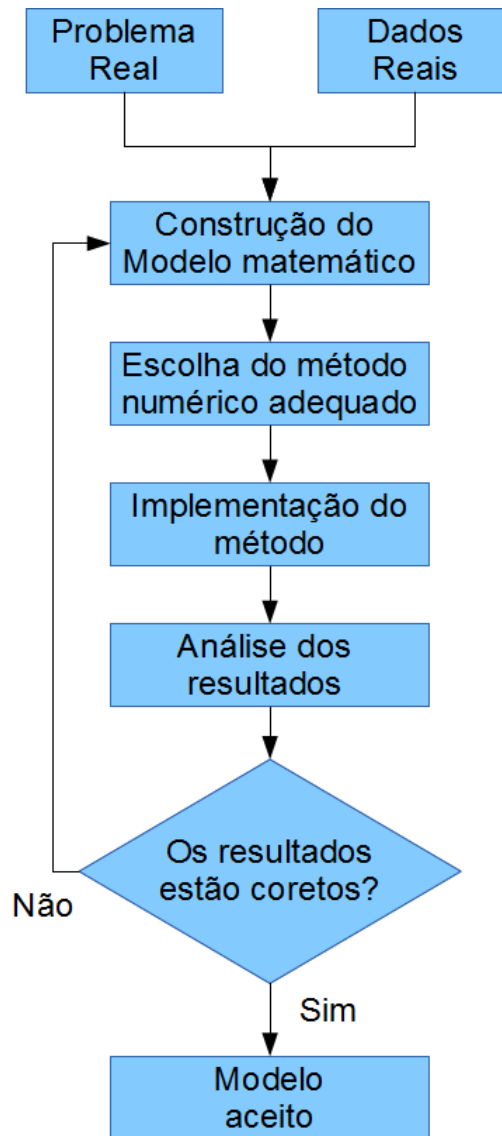 Problema
Real
Dados
Reais
Construção do
Modelo matemático
Escolha do método
numérico adequado
Implementação do
método
Análise dos
resultados
Os resultados
estão coretos?
Não
Sim
Modelo
aceito